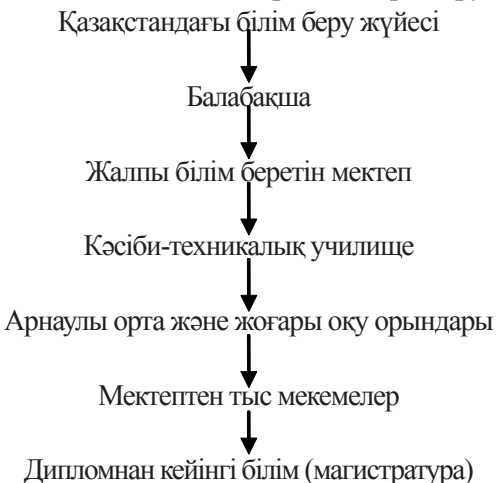 Қазақстандағы білім беру жүйесі
Балабақша
Жалпы білім беретін мектеп
Кәсіби-техникалық училище
Арнаулы орта және жоғары оқу орындары
Мектептен тыс мекемелер
Дипломнан кейінгі білім (магистратура)